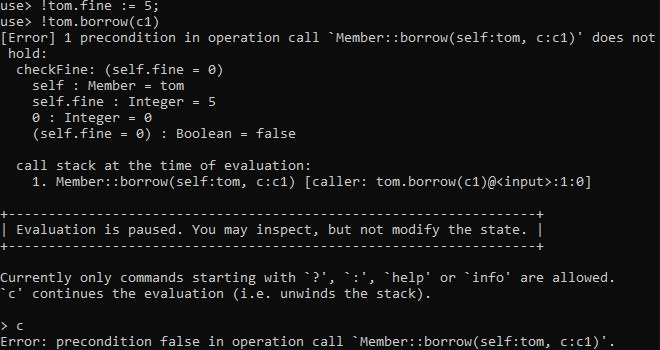 use> !tom.fine := 5;
use> !tom.borrow(c1)
[Error] 1 precondition in operation call `Member::borrow(self:tom, c:c1)' does not
 hold:
  checkFine: (self.fine = 0)
    self : Member = tom
    self.fine : Integer = 5
    0 : Integer = 0
    (self.fine = 0) : Boolean = false

  call stack at the time of evaluation:
    1. Member::borrow(self:tom, c:c1) [caller: tom.borrow(c1)@<input>:1:0]

+------------------------------------------------------------------+
| Evaluation is paused. You may inspect, but not modify the state. |
+------------------------------------------------------------------+

Currently only commands starting with `?', `:', `help' or `info' are allowed.
`c' continues the evaluation (i.e. unwinds the stack).

> c
Error: precondition false in operation call `Member::borrow(self:tom, c:c1)'.